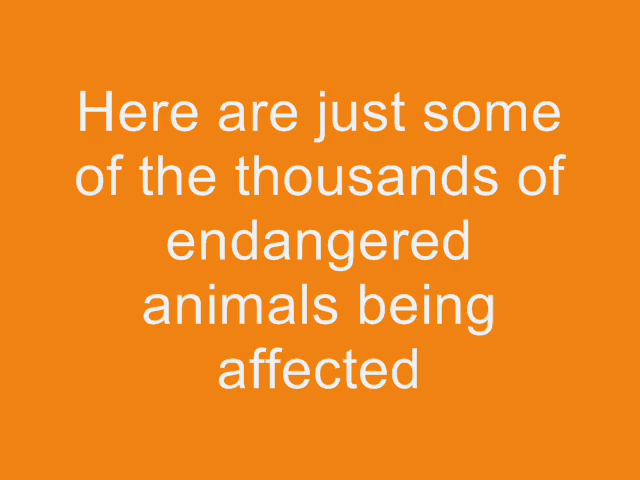 Here are just some
of the thousands of
endangered
animals being
affected